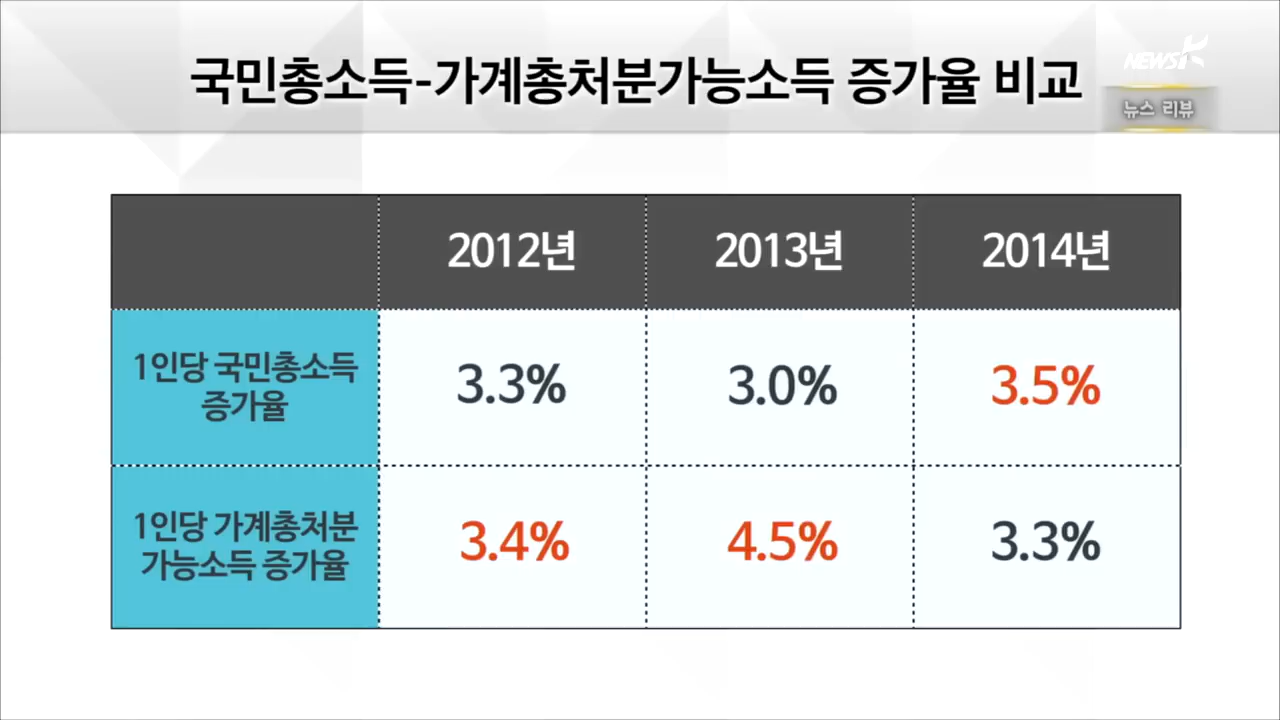 국민총소득-가계총처분가능소득 증가율 비교
NEWSK
뉴스 리뷰
2012년 2013년 2014년
1인당 국민총소득
증가율
3.3% 3.0% 3.5%
1인당 가계총처분
가능소득 증가율
3.4% 4.5% 3.3%